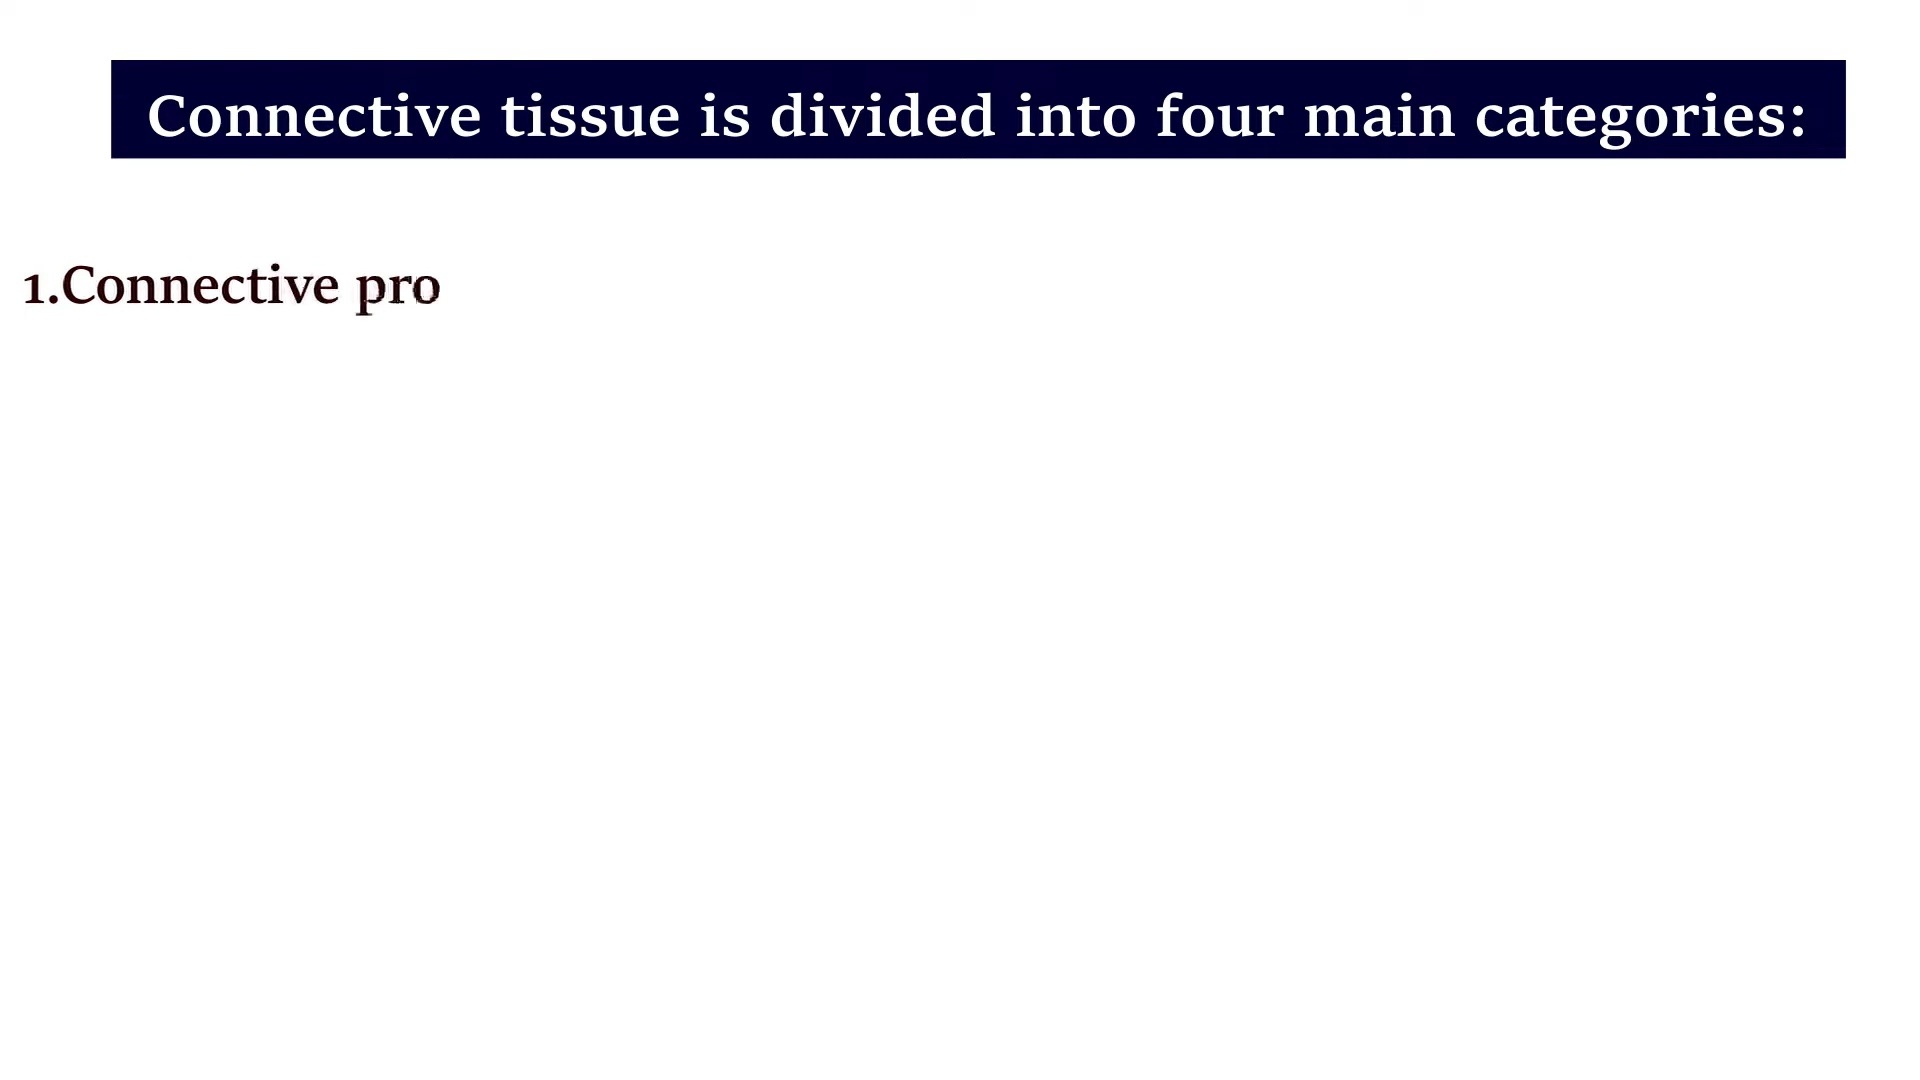 Connective tissue is divided into four main categories:
1.Connective pro